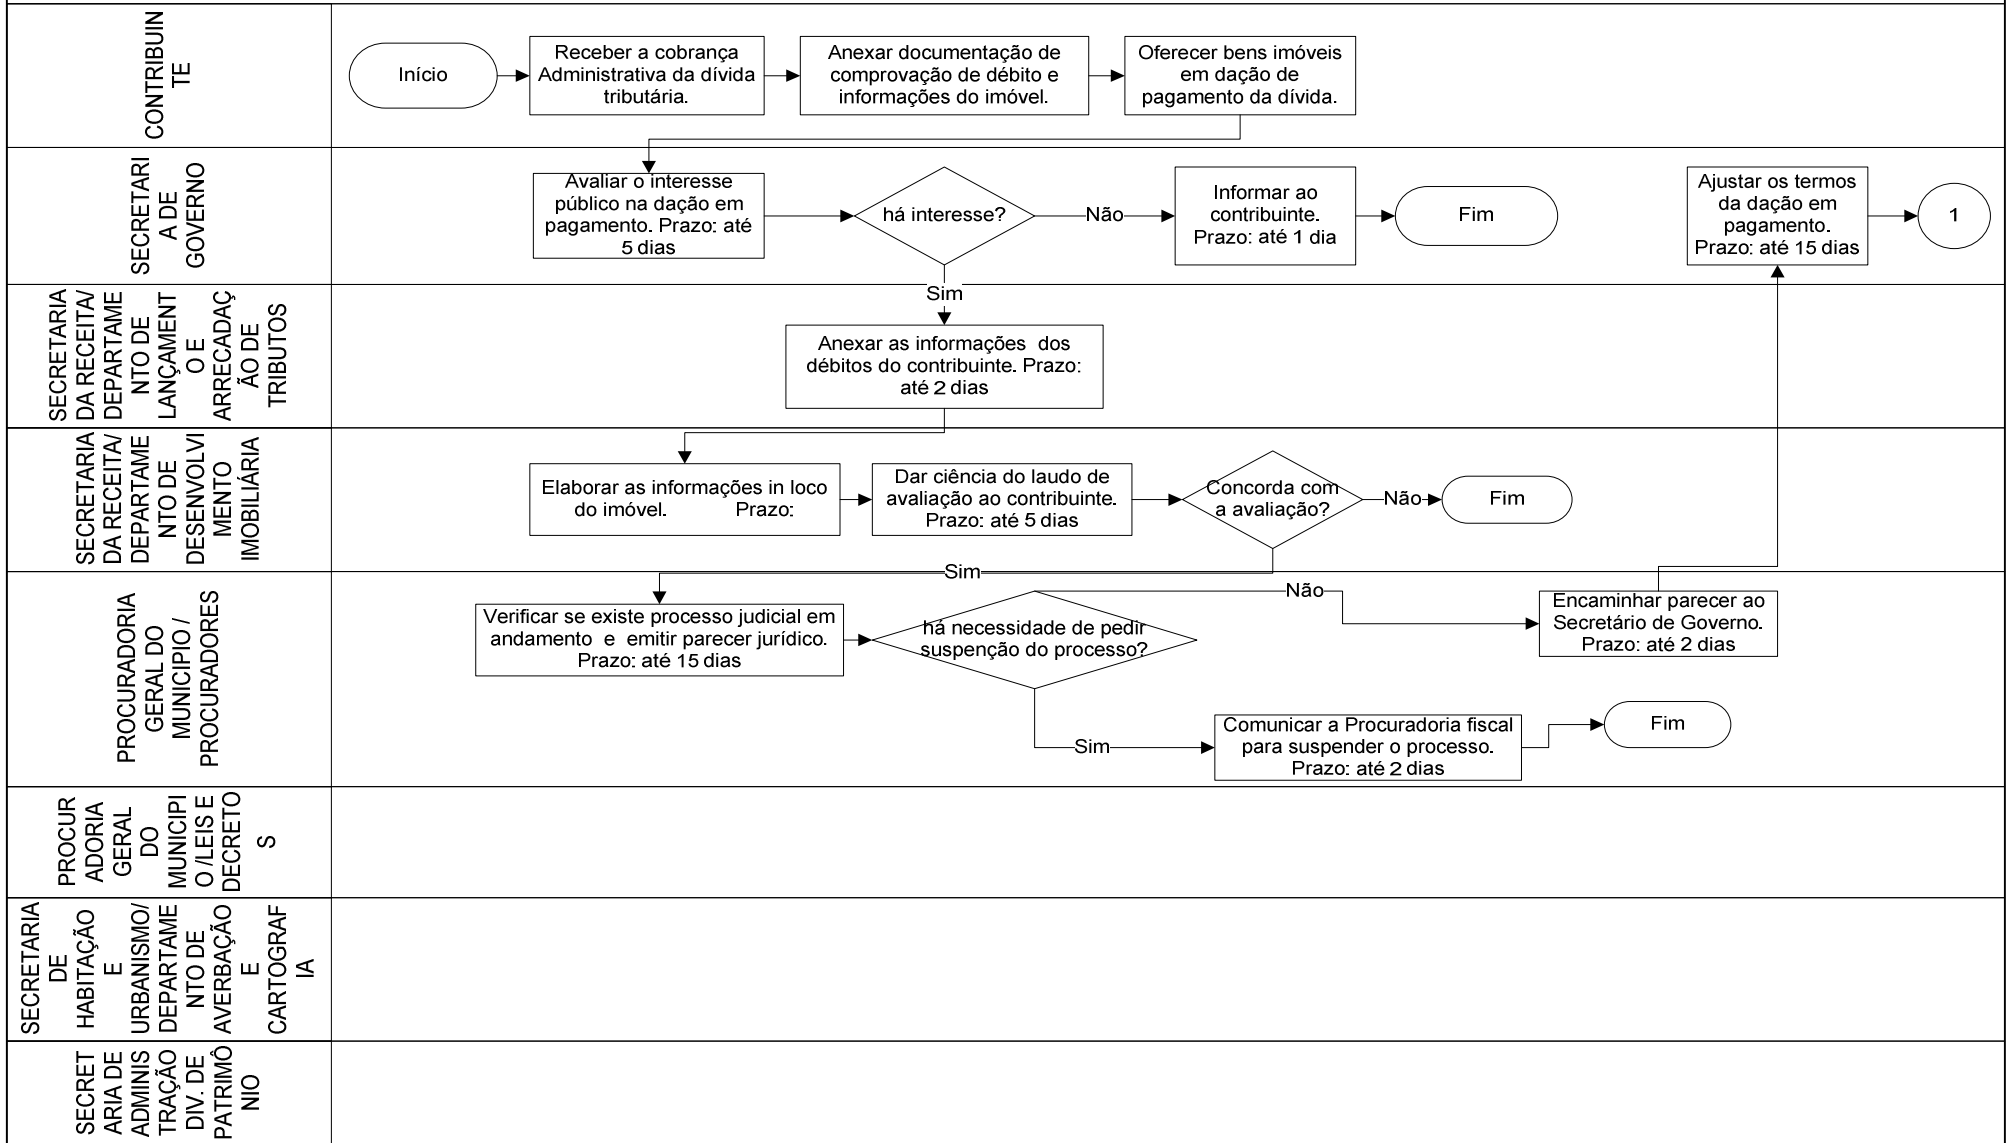 CONTRIBUIN
TE
Início
Receber a cobrança
Administrativa da dívida
tributária.
Anexar documentação de
comprovação de débito e
informações do imóvel.
Oferecer bens imóveis
em dação de
pagamento da dívida.
SECRETARI
A DE
GOVERNO
Avaliar o interesse
público na dação em
pagamento. Prazo: até
5 dias
há interesse?
Não
Informar ao
contribuinte.
Prazo: até 1 dia
Fim
Ajustar os termos
da dação em
pagamento.
Prazo: até 15 dias
1
Sim
SECRETARIA
DA RECEITA/
DEPARTAME
NTO DE
LANÇAMENT
O E
ARRECADAÇ
ÃO DE
TRIBUTOS
Anexar as informações dos
débitos do contribuinte. Prazo:
até 2 dias
SECRETARIA
DA RECEITA/
DEPARTAME
NTO DE
DESENVOLVI
MENTO
IMOBILIÁRIA
Elaborar as informações in loco
do imóvel. Prazo:
Dar ciência do laudo de
avaliação ao contribuinte.
Prazo: até 5 dias
Concorda com
a avaliação?
Não
Fim
Sim
PROCURADORIA
GERAL DO
MUNICIPIO /
PROCURADORES
Verificar se existe processo judicial em
andamento e emitir parecer jurídico.
Prazo: até 15 dias
há necessidade de pedir
suspenção do processo?
Não
Encaminhar parecer ao
Secretário de Governo.
Prazo: até 2 dias
Sim
Comunicar a Procuradoria fiscal
para suspender o processo.
Prazo: até 2 dias
Fim
PROCUR
ADORIA
GERAL
DO
MUNICIPI
O /LEIS E
DECRETO
S
SECRETARIA
DE
HABITAÇÃO
E
URBANISMO/
DEPARTAME
NTO DE
AVERBAÇÃO
E
CARTOGRAF
IA
SECRET
ARIA DE
ADMINIS
TRAÇÃO
DIV. DE
PATRIMÔ
NIO